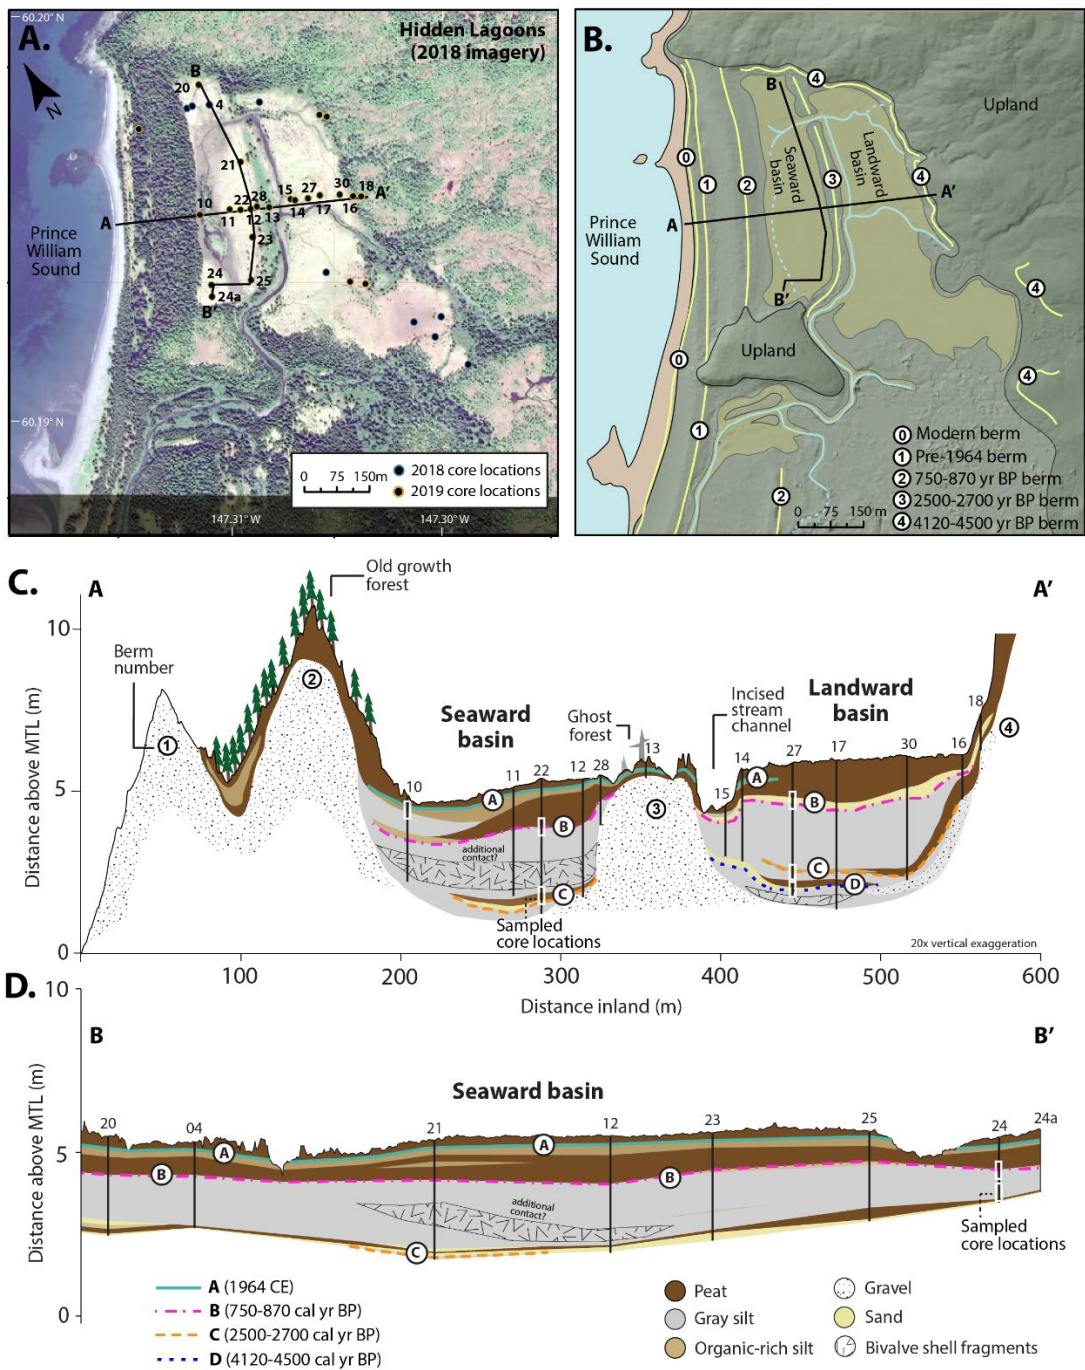 60.20° N
A.
Hidden Lagoons
(2018 imagery)
N
B
20
4
21
10
11
22
12
28
13
15
14
27
17
30
16
18
A'
A
23
24
25
24a
B'
Prince
William
Sound
60.19° N
0 75 150m
2018 core locations
2019 core locations
147.31° W
147.30° W
B.
B
4
Upland
0
1
2
Seaward
basin
3
Landward
basin
4
A'
A
Prince
William
Sound
B'
4
Upland
0
4
1
2
0 75 150 m
0 Modern berm
1 Pre-1964 berm
2 750-870 yr BP berm
3 2500-2700 yr BP berm
4 4120-4500 yr BP berm
C.
A
A'
Old growth
forest
Berm
number
1
2
Seaward
basin
Ghost
forest
Incised
stream
channel
Landward
basin
10
11
22
12
28
13
15
14
27
17
30
16
18
4
A
B
additional
contact?
C
3
A
B
C
D
Sampled
core locations
20x vertical exaggeration
10
5
0
Distance above MTL (m)
100
200
300
400
500
600
Distance inland (m)
D.
10
5
0
Distance above MTL (m)
B
B'
Seaward basin
20
04
21
12
23
25
24
24a
A
B
A
B
additional
contact?
C
Sampled
core locations
A (1964 CE)
B (750-870 cal yr BP)
C (2500-2700 cal yr BP)
D (4120-4500 cal yr BP)
Peat
Gray silt
Organic-rich silt
Gravel
Sand
Bivalve shell fragments